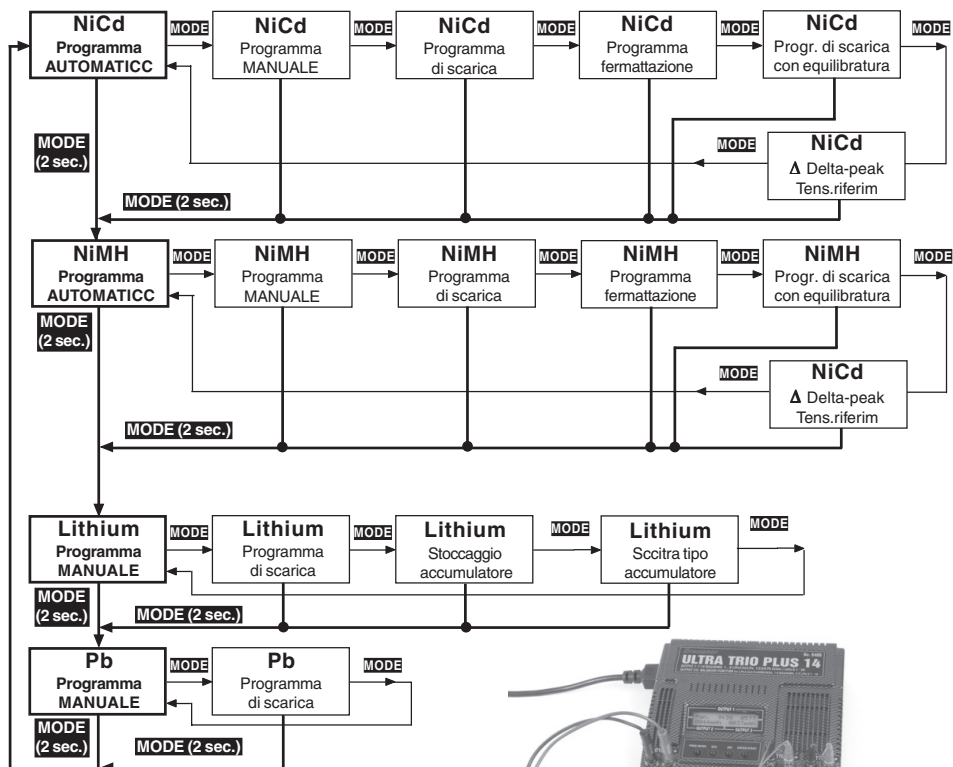 NiCd
Programma
AUTOMATICC
MODE
NiCd
Programma
MANUALE
MODE
NiCd
Programma
di scarica
MODE
NiCd
Programma
fermattazione
MODE
NiCd
Progr. di scarica
con equilibratura
MODE
MODE
(2 sec.)
MODE
NiCd
Δ Delta-peak
Tens.riferim
MODE (2 sec.)
NiMH
Programma
AUTOMATICC
MODE
NiMH
Programma
MANUALE
MODE
NiMH
Programma
di scarica
MODE
NiMH
Programma
fermattazione
MODE
NiMH
Progr. di scarica
con equilibratura
MODE
MODE
(2 sec.)
MODE
NiCd
Δ Delta-peak
Tens.riferim
MODE (2 sec.)
Lithium
Programma
MANUALE
MODE
Lithium
Programma
di scarica
MODE
Lithium
Stoccaggio
accumulatore
MODE
Lithium
Sccitra tipo
accumulatore
MODE
MODE
(2 sec.)
MODE (2 sec.)
Pb
Programma
MANUALE
MODE
Pb
Programma
di scarica
MODE
MODE
(2 sec.)
MODE (2 sec.)
ULTRA TRIO PLUS 14
OUTPUT 1
OUTPUT 2
OUTPUT 3